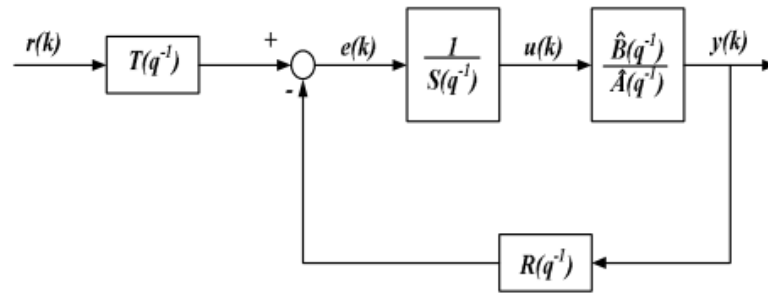 r(k)
T(q⁻¹)
+
-
e(k)
1
S(q⁻¹)
u(k)
B̂(q⁻¹)
Â(q⁻¹)
y(k)
R(q⁻¹)